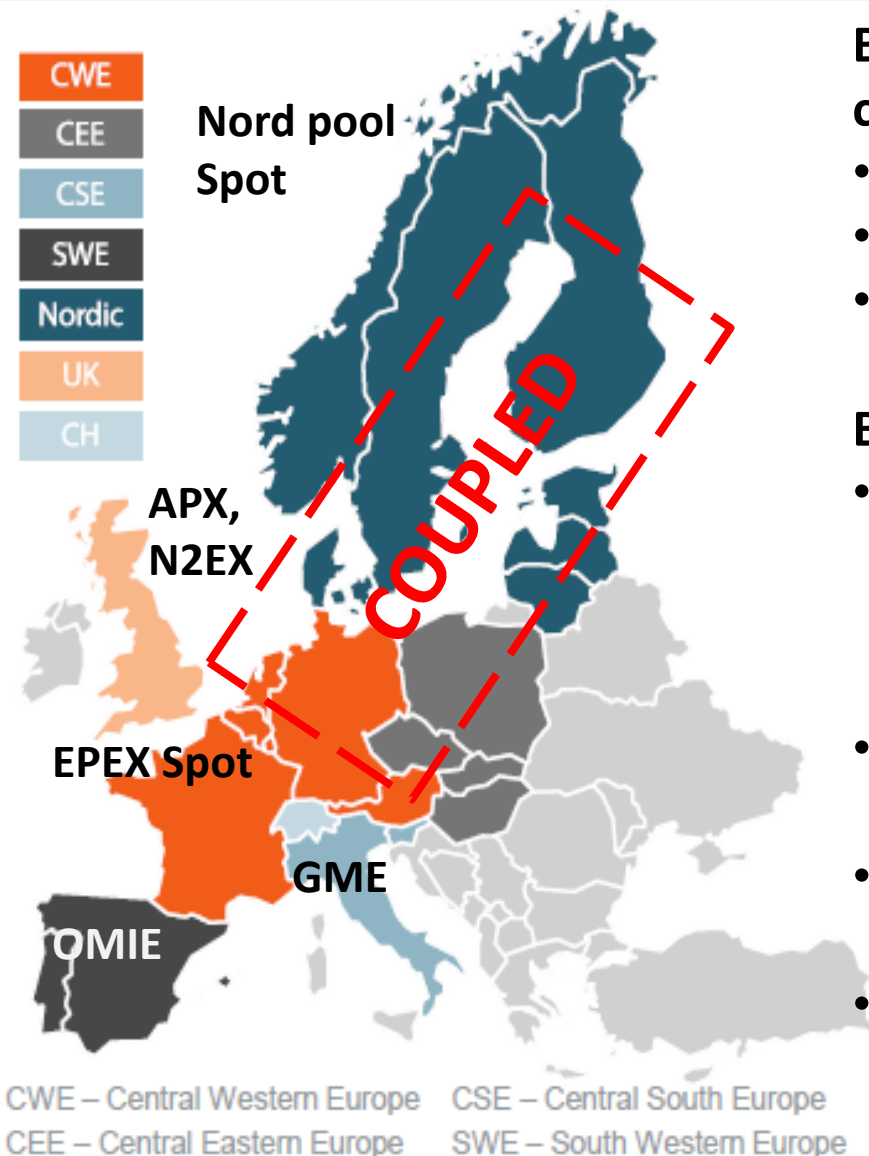 CWE
CEE
CSE
SWE
Nordic
UK
CH
Nord pool
Spot
APX,
N2EX
COUPLED
EPEX Spot
GME
OMIE
CWE – Central Western Europe
CSE – Central South Europe
CEE – Central Eastern Europe
SWE – South Western Europe